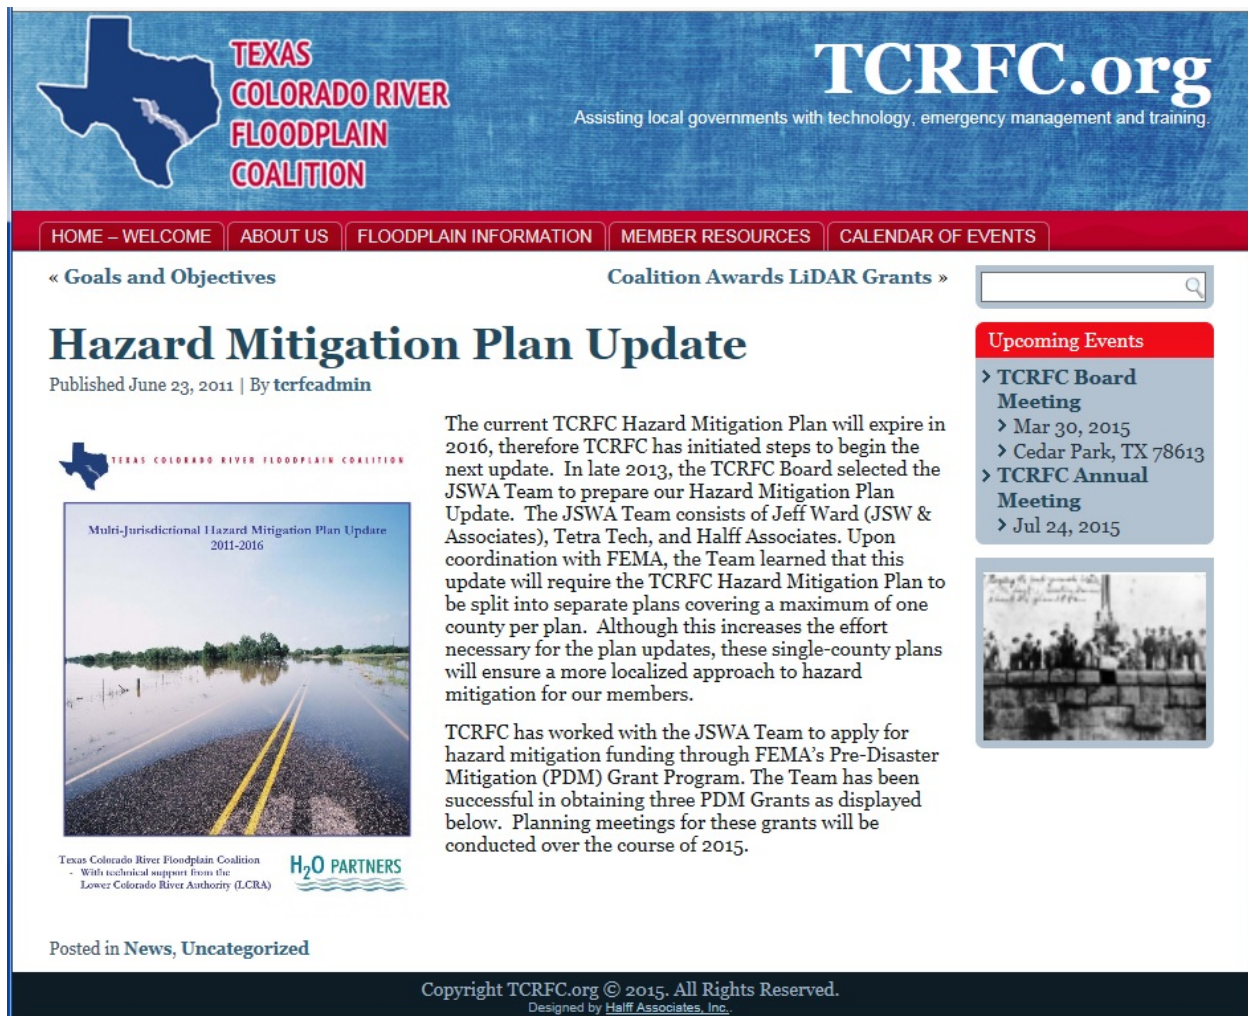 TEXAS
COLORADO RIVER
FLOODPLAIN
COALITION
TCRFC.org
Assisting local governments with technology, emergency management and training.
HOME – WELCOME
ABOUT US
FLOODPLAIN INFORMATION
MEMBER RESOURCES
CALENDAR OF EVENTS
« Goals and Objectives
Coalition Awards LiDAR Grants »
Hazard Mitigation Plan Update
Published June 23, 2011 | By tcrfcadmin
TEXAS COLORADO RIVER FLOODPLAIN COALITION
Multi-Jurisdictional Hazard Mitigation Plan Update
2011-2016
Texas Colorado River Floodplain Coalition
- With technical support from the
Lower Colorado River Authority (LCRA)
H2O PARTNERS
The current TCRFC Hazard Mitigation Plan will expire in
2016, therefore TCRFC has initiated steps to begin the
next update. In late 2013, the TCRFC Board selected the
JSWA Team to prepare our Hazard Mitigation Plan
Update. The JSWA Team consists of Jeff Ward (JSW &
Associates), Tetra Tech, and Halff Associates. Upon
coordination with FEMA, the Team learned that this
update will require the TCRFC Hazard Mitigation Plan to
be split into separate plans covering a maximum of one
county per plan. Although this increases the effort
necessary for the plan updates, these single-county plans
will ensure a more localized approach to hazard
mitigation for our members.
TCRFC has worked with the JSWA Team to apply for
hazard mitigation funding through FEMA's Pre-Disaster
Mitigation (PDM) Grant Program. The Team has been
successful in obtaining three PDM Grants as displayed
below. Planning meetings for these grants will be
conducted over the course of 2015.
Posted in News, Uncategorized
Upcoming Events
TCRFC Board
Meeting
Mar 30, 2015
Cedar Park, TX 78613
TCRFC Annual
Meeting
Jul 24, 2015
Copyright TCRFC.org © 2015. All Rights Reserved.
Designed by Halff Associates, Inc..